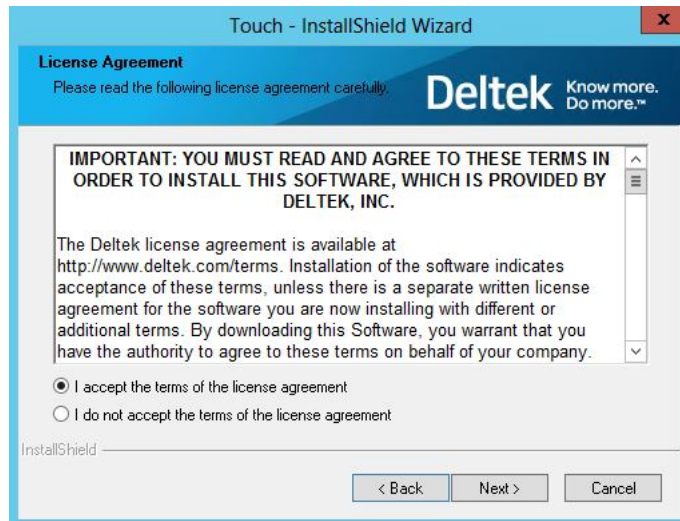 Touch - InstallShield Wizard
x
License Agreement
Please read the following license agreement carefully.
Deltek Know more.
Do more.™
IMPORTANT: YOU MUST READ AND AGREE TO THESE TERMS IN
ORDER TO INSTALL THIS SOFTWARE, WHICH IS PROVIDED BY
DELTEK, INC.
The Deltek license agreement is available at
http://www.deltek.com/terms. Installation of the software indicates
acceptance of these terms, unless there is a separate written license
agreement for the software you are now installing with different or
additional terms. By downloading this Software, you warrant that you
have the authority to agree to these terms on behalf of your company.
I accept the terms of the license agreement
I do not accept the terms of the license agreement
InstallShield
< Back Next > Cancel